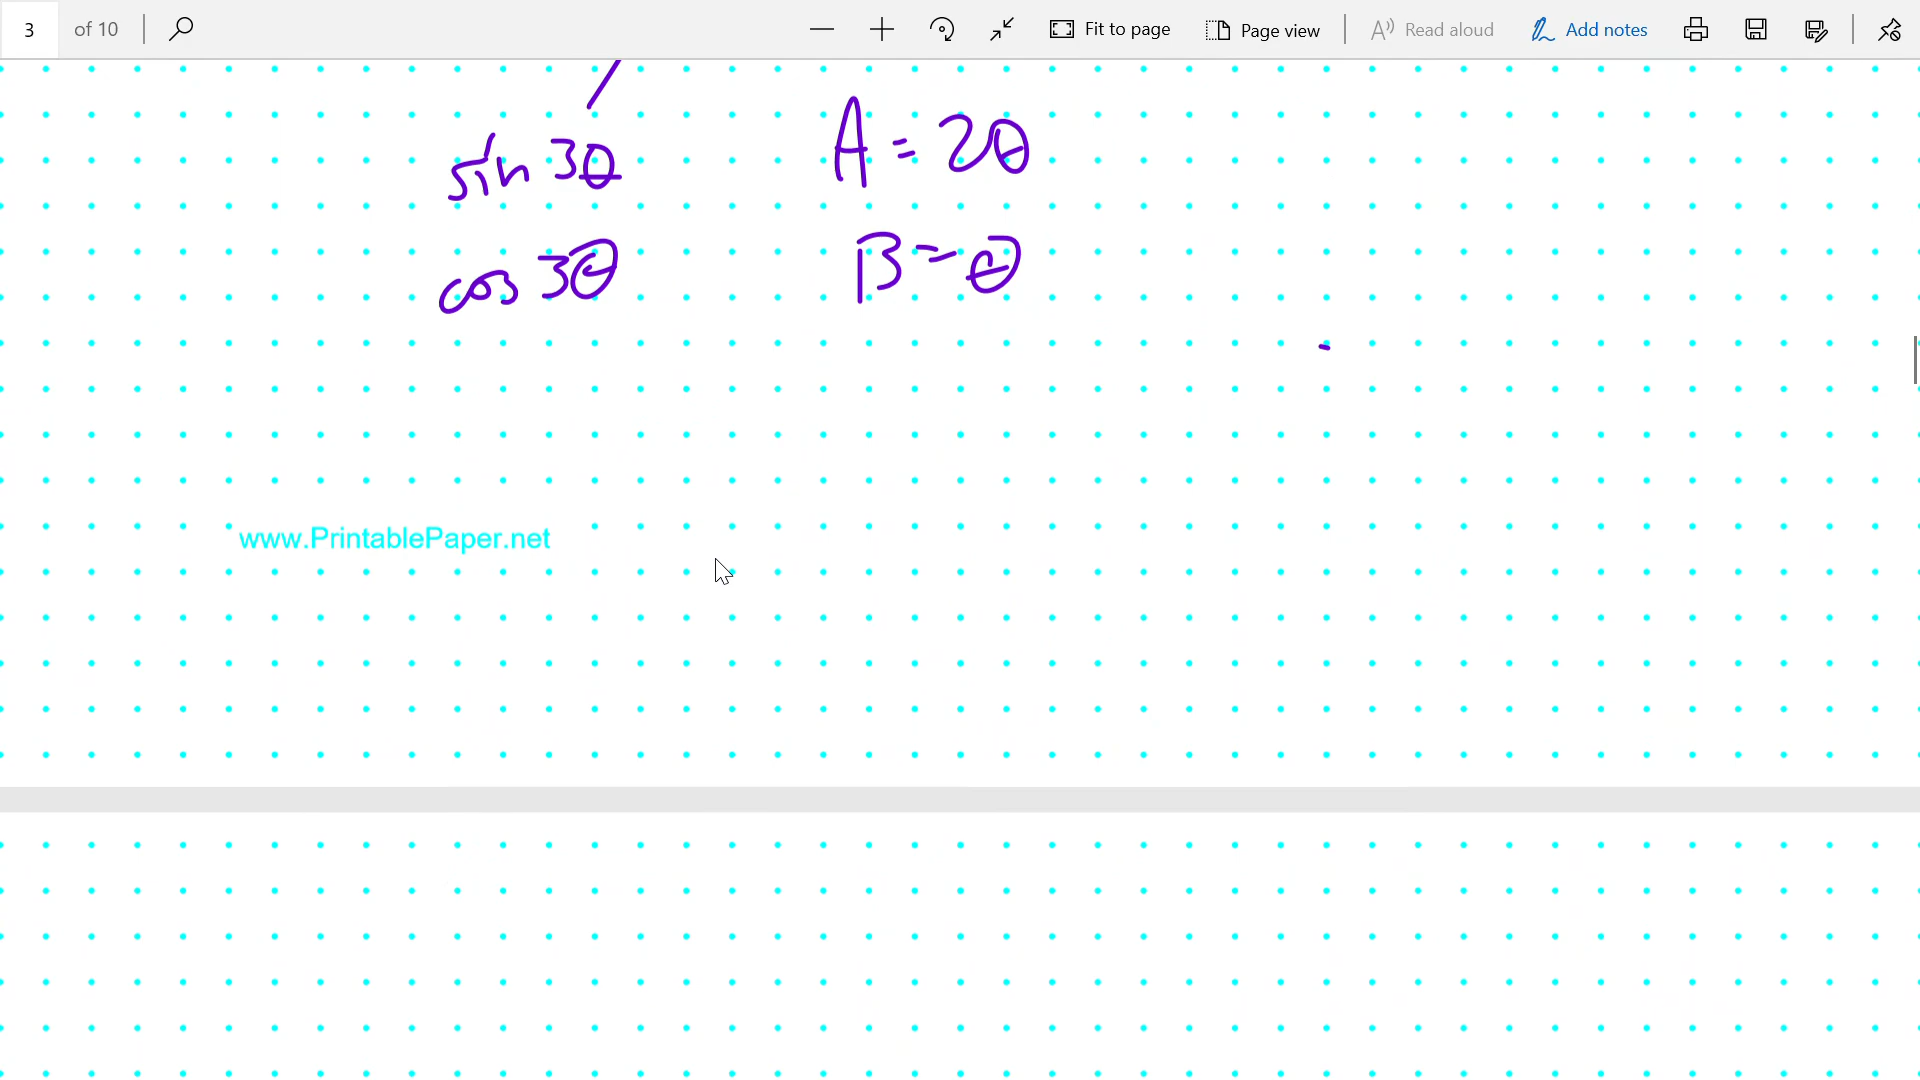 3 of 10 Fit to page Page view Read aloud Add notes
sin 3θ A = 2θ
cos 3θ B = θ
www.PrintablePaper.net